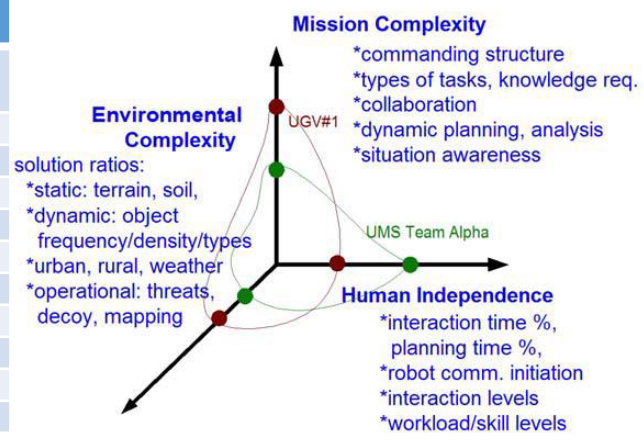 Mission Complexity
*commanding structure
*types of tasks, knowledge req.
*collaboration
*dynamic planning, analysis
*situation awareness
UGV#1
Environmental
Complexity
solution ratios:
*static: terrain, soil,
*dynamic: object
frequency/density/types
*urban, rural, weather
*operational: threats,
decoy, mapping
UMS Team Alpha
Human Independence
*interaction time %,
planning time %,
*robot comm. initiation
*interaction levels
*workload/skill levels